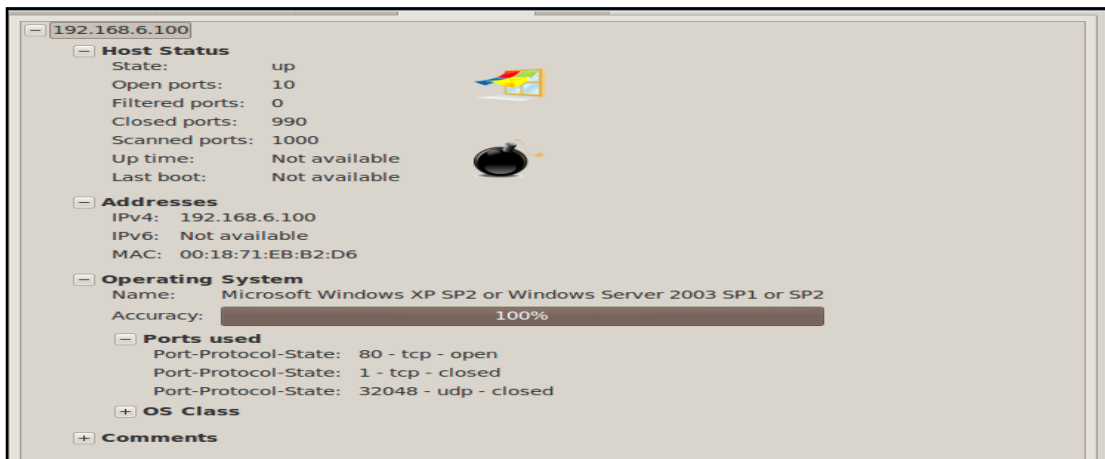 192.168.6.100
Host Status
State: up
Open ports: 10
Filtered ports: 0
Closed ports: 990
Scanned ports: 1000
Up time: Not available
Last boot: Not available
Addresses
IPv4: 192.168.6.100
IPv6: Not available
MAC: 00:18:71:EB:B2:D6
Operating System
Name: Microsoft Windows XP SP2 or Windows Server 2003 SP1 or SP2
Accuracy: 100%
Ports used
Port-Protocol-State: 80 - tcp - open
Port-Protocol-State: 1 - tcp - closed
Port-Protocol-State: 32048 - udp - closed
OS Class
Comments